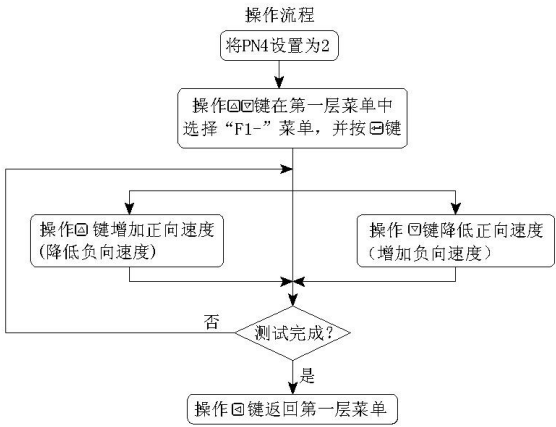 操作流程
将PN4设置为2
操作△▽键在第一层菜单中
选择“F1-”菜单，并按↵键
操作△键增加正向速度
(降低负向速度)
操作▽键降低正向速度
（增加负向速度）
否
测试完成?
是
操作◁键返回第一层菜单